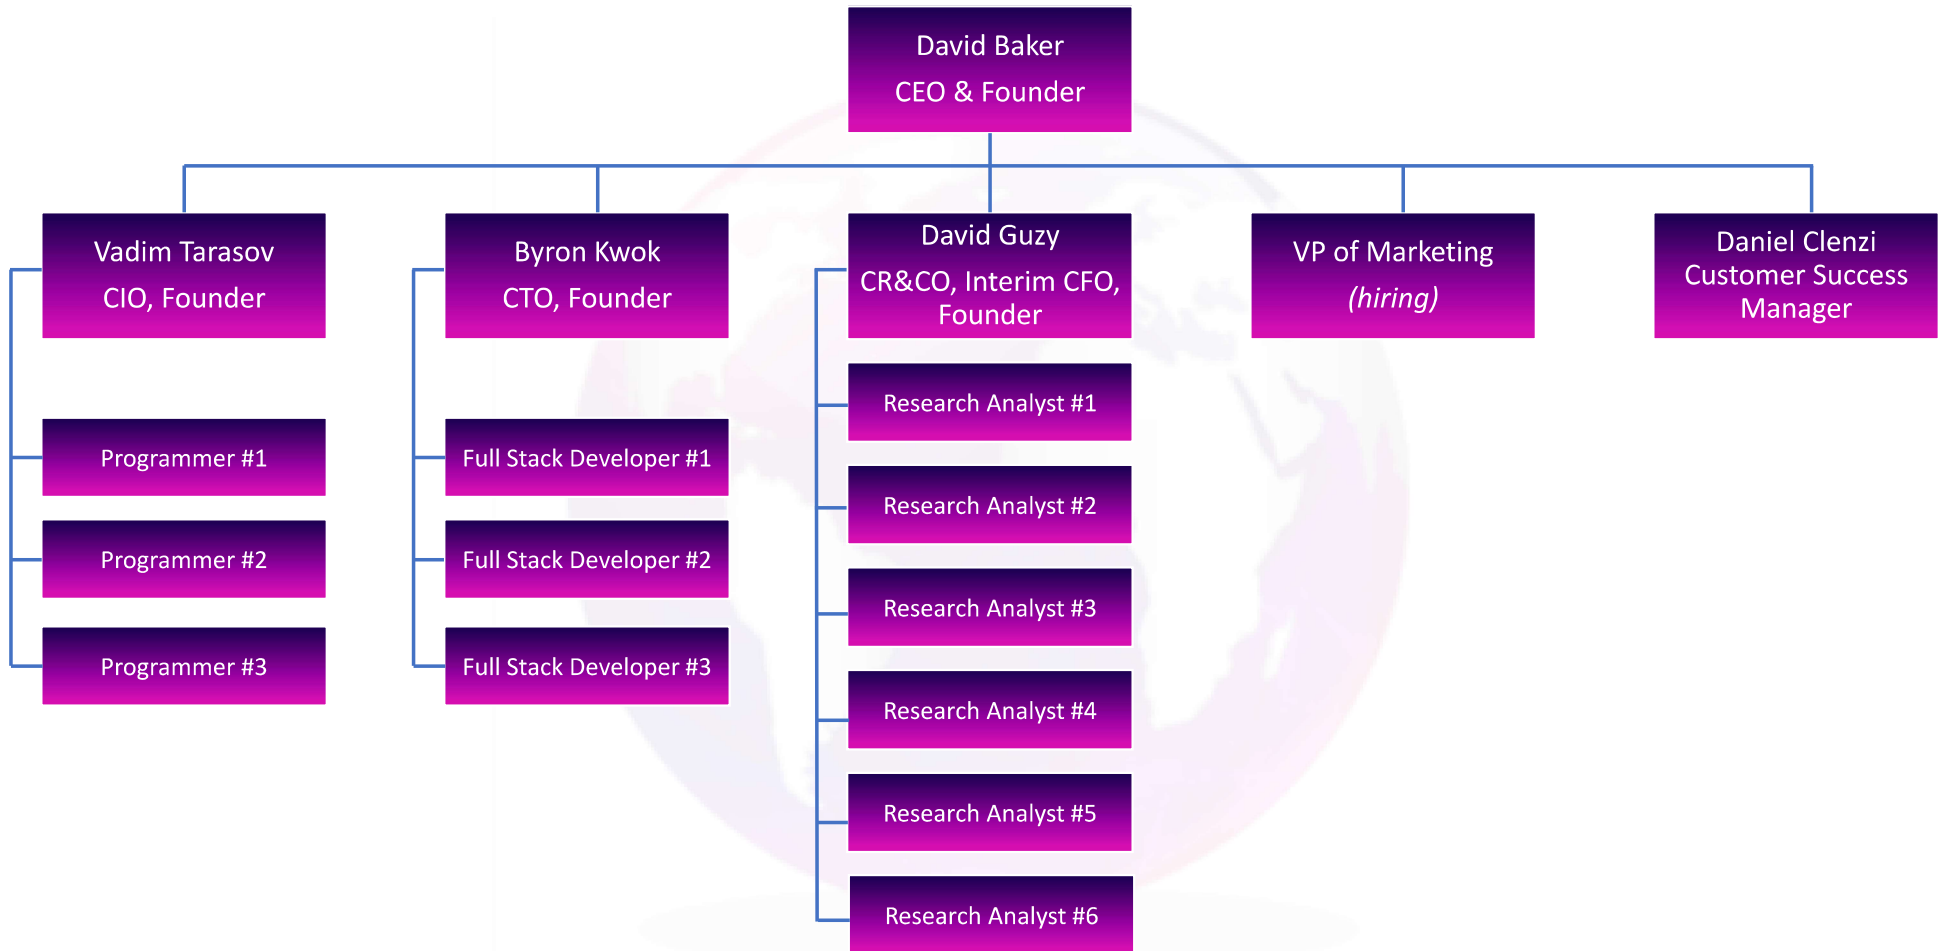 David Baker
CEO & Founder
Vadim Tarasov
CIO, Founder
Byron Kwok
CTO, Founder
David Guzy
CR&CO, Interim CFO,
Founder
VP of Marketing
(hiring)
Daniel Clenzi
Customer Success
Manager
Programmer #1
Programmer #2
Programmer #3
Full Stack Developer #1
Full Stack Developer #2
Full Stack Developer #3
Research Analyst #1
Research Analyst #2
Research Analyst #3
Research Analyst #4
Research Analyst #5
Research Analyst #6